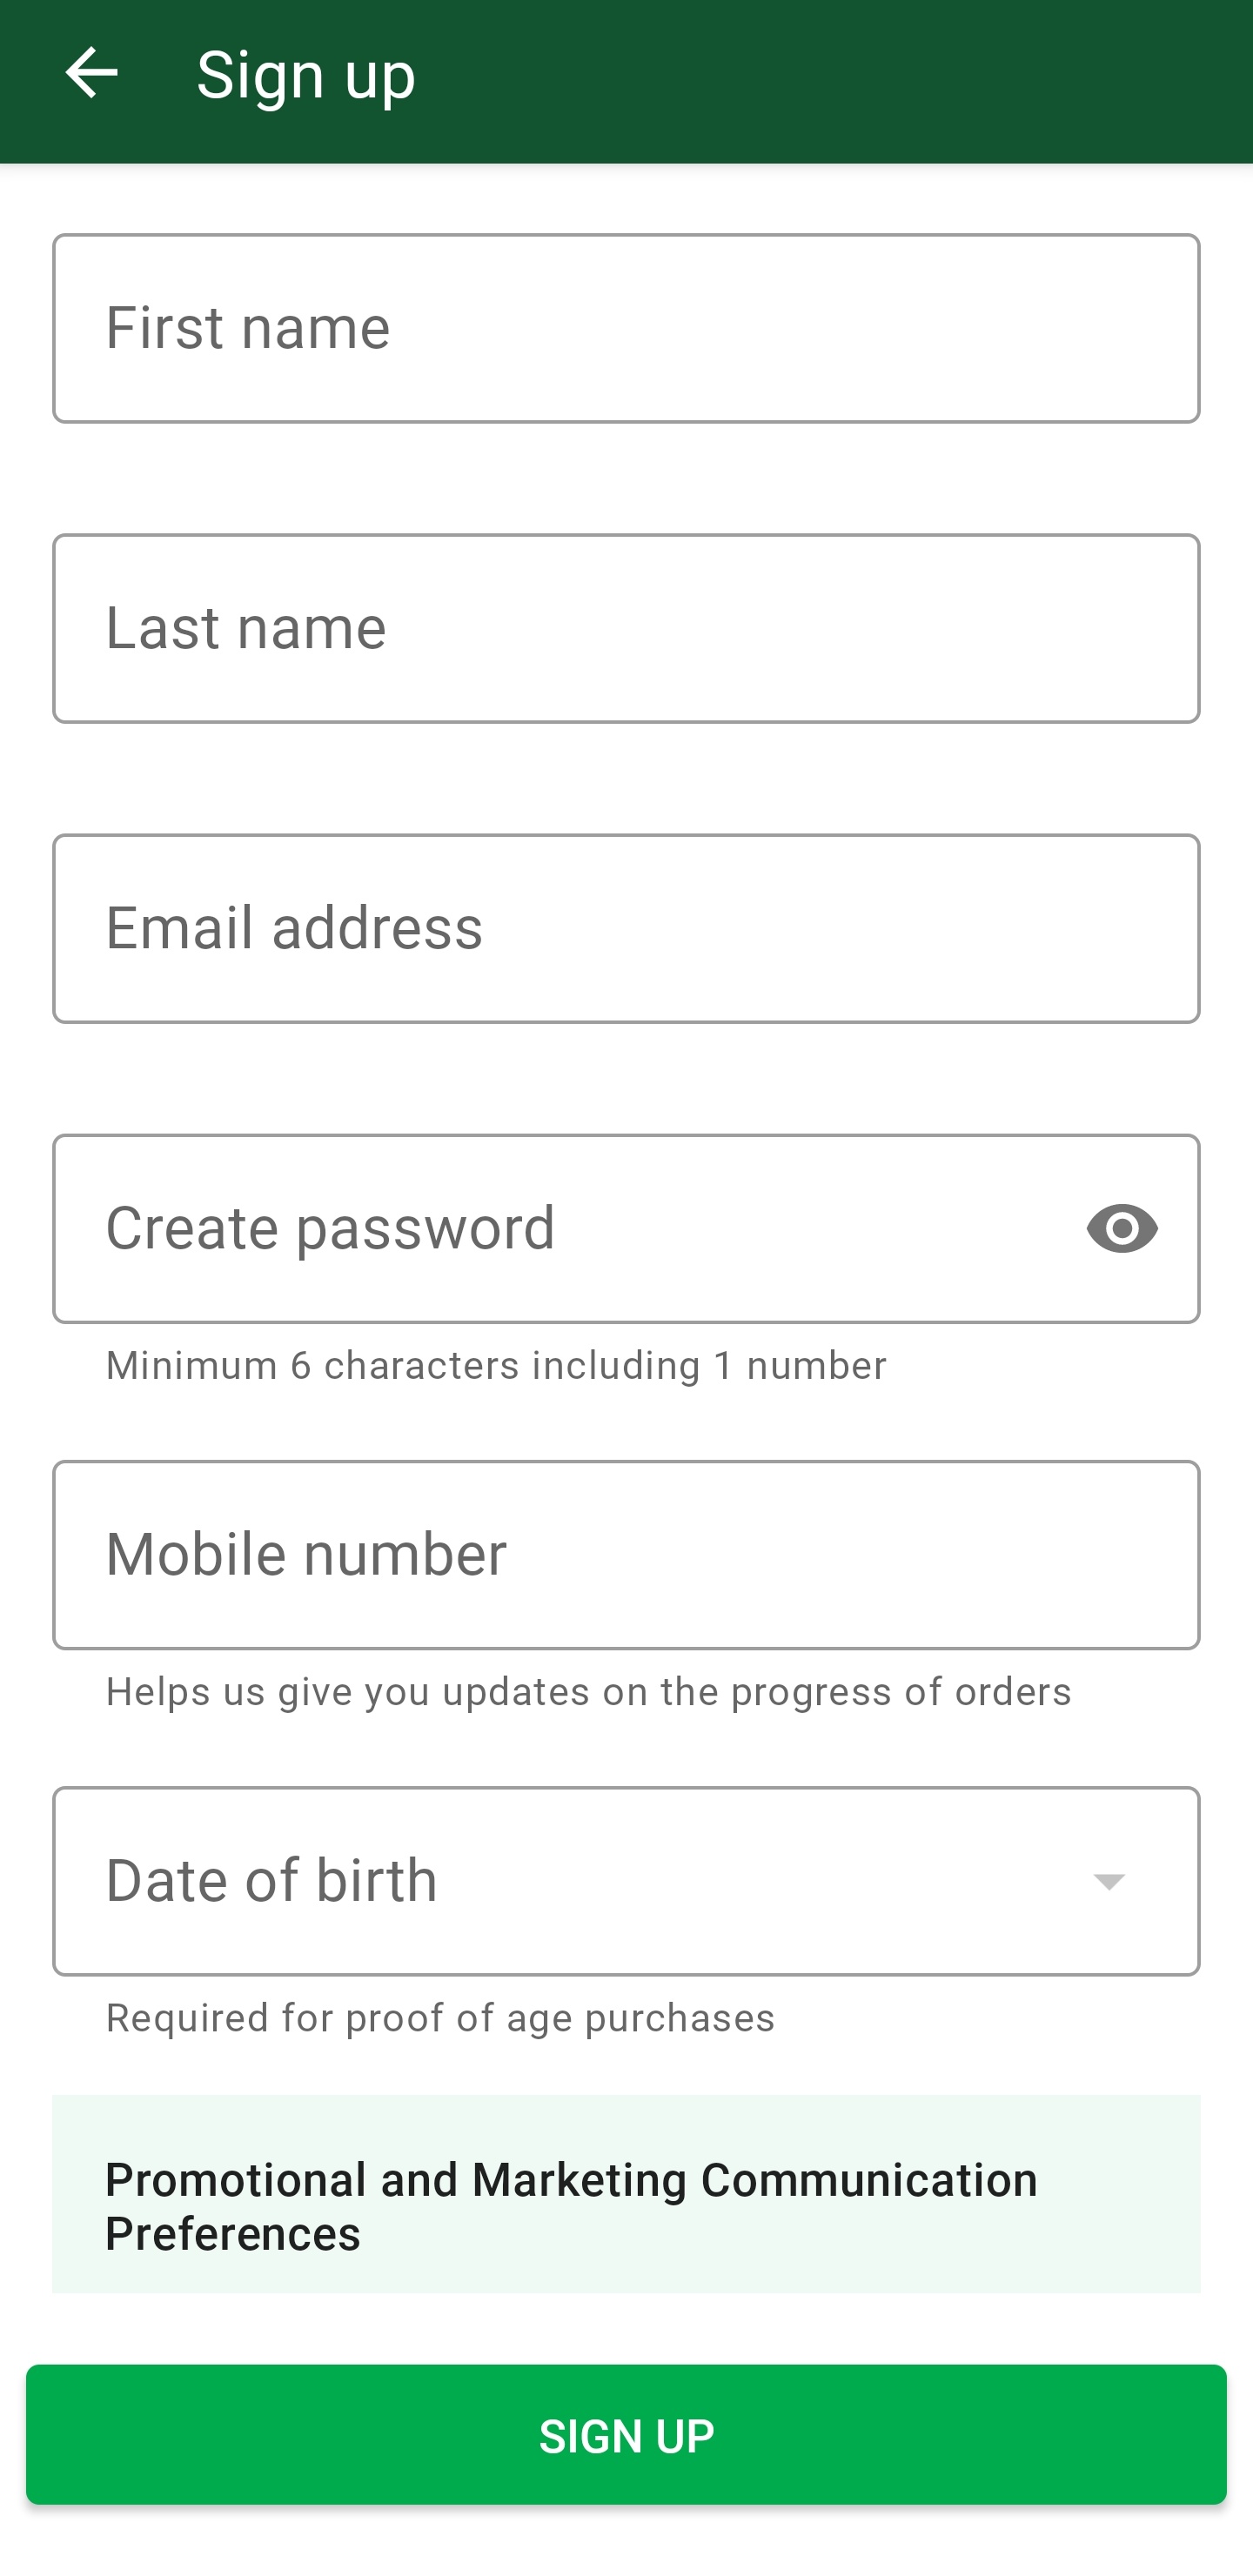 Sign up
First name
Last name
Email address
Create password
Minimum 6 characters including 1 number
Mobile number
Helps us give you updates on the progress of orders
Date of birth
Required for proof of age purchases
Promotional and Marketing Communication
Preferences
SIGN UP